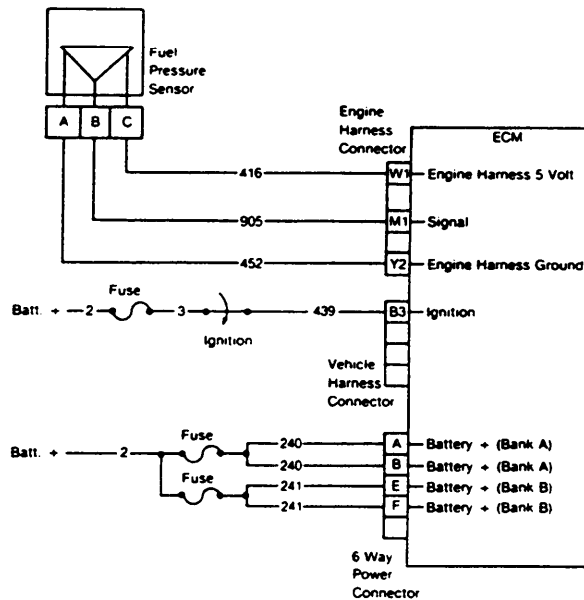 Fuel
Pressure
Sensor
A B C
Engine
Harness
Connector
ECM
416 W1 Engine Harness 5 Volt
905 M1 Signal
452 Y2 Engine Harness Ground
Fuse
Batt. + 2 3 439 B3 Ignition
Ignition
Vehicle
Harness
Connector
Fuse
240 A Battery + (Bank A)
Batt. + 2
240 B Battery + (Bank A)
Fuse
241 E Battery + (Bank B)
241 F Battery + (Bank B)
6 Way
Power
Connector